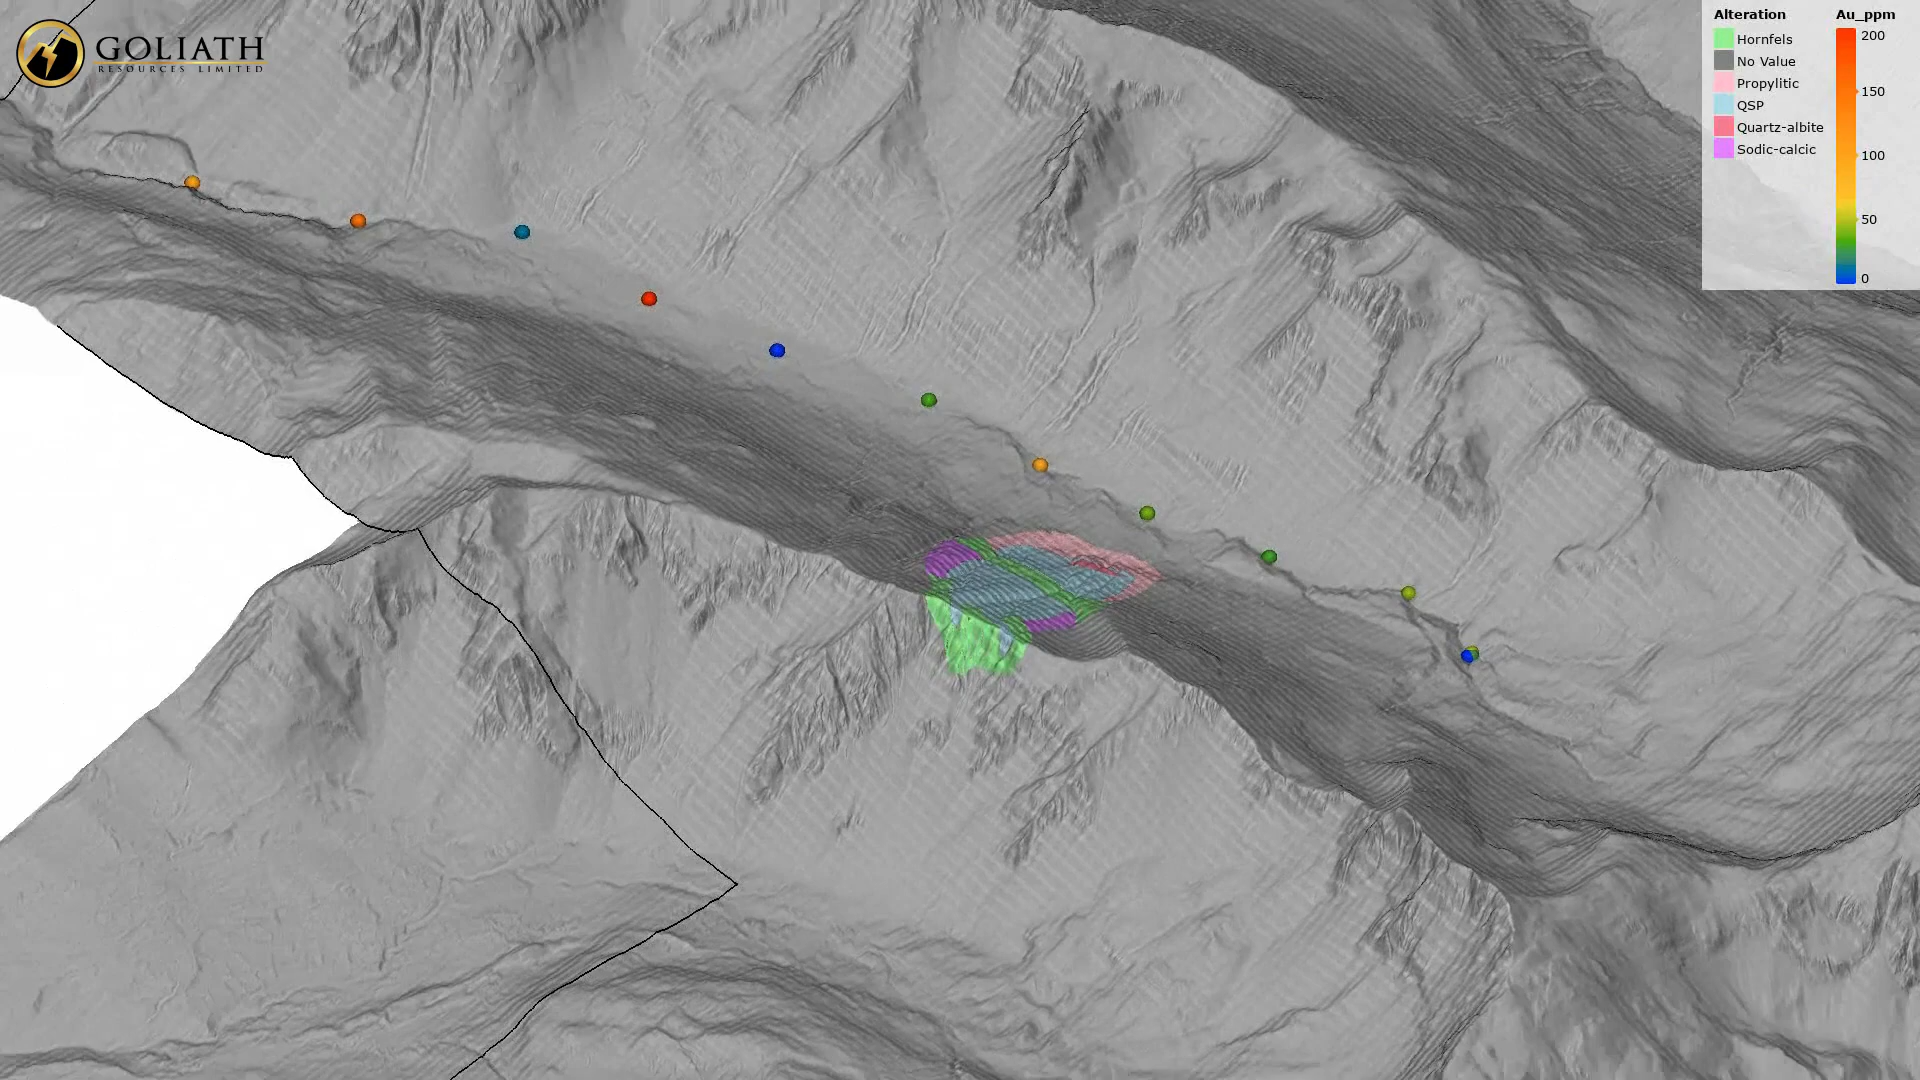 GOLIATH
RESOURCES LIMITED
Alteration
Hornfels
No Value
Propylitic
QSP
Quartz-albite
Sodic-calcic
Au_ppm
200
150
100
50
0